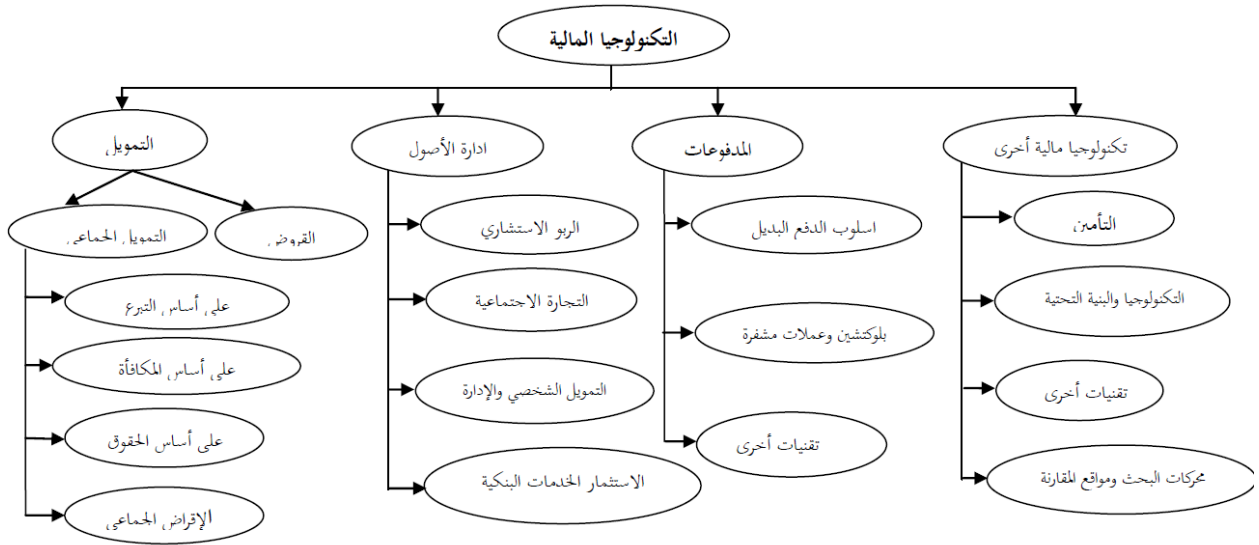 التكنولوجيا المالية
التمويل
ادارة الأصول
المدفوعات
تكنولوجيا مالية أخرى
التمويل الجماعي
القروض
على أساس التبرع
على أساس المكافأة
على أساس الحقوق
الإقراض الجماعي
الربو الاستشاري
التجارة الاجتماعية
التمويل الشخصي والإدارة
الاستثمار الخدمات البنكية
اسلوب الدفع البديل
بلوكتشين وعملات مشفرة
تقنيات أخرى
التأمين
التكنولوجيا والبنية التحتية
تقنيات أخرى
محركات البحث ومواقع المقارنة